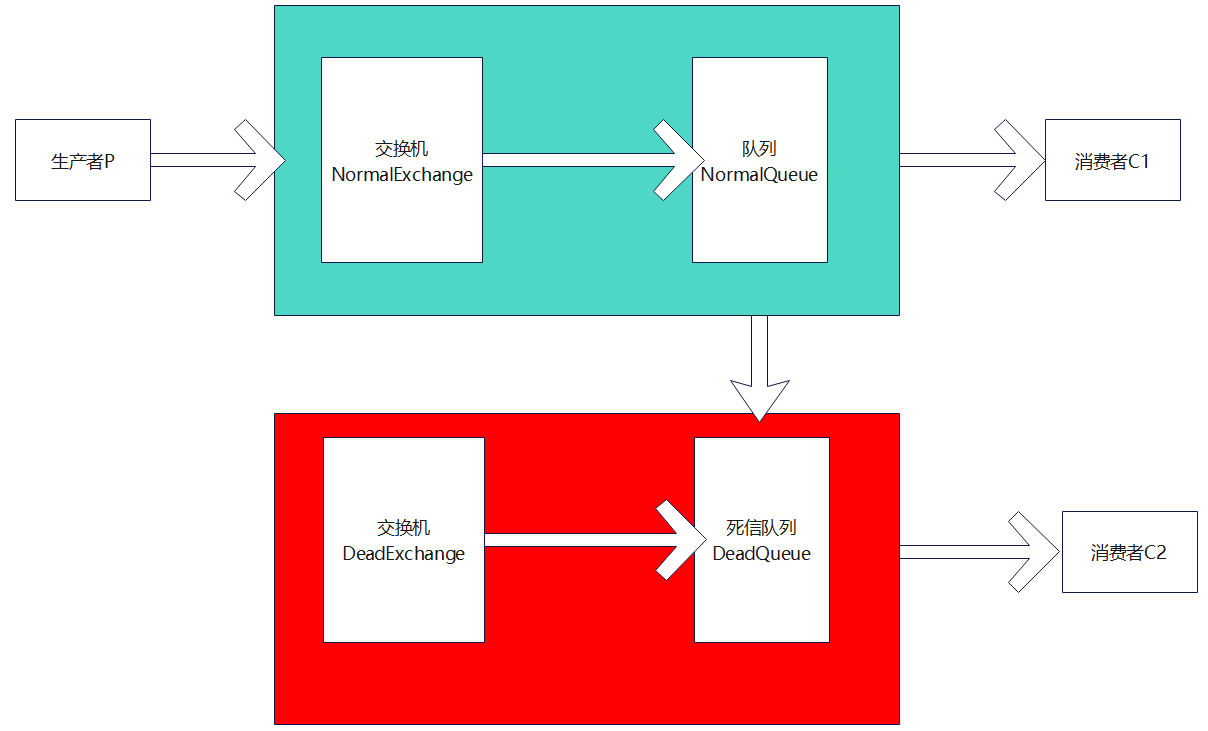 生产者P
交换机
NormalExchange
队列
NormalQueue
消费者C1
交换机
DeadExchange
死信队列
DeadQueue
消费者C2